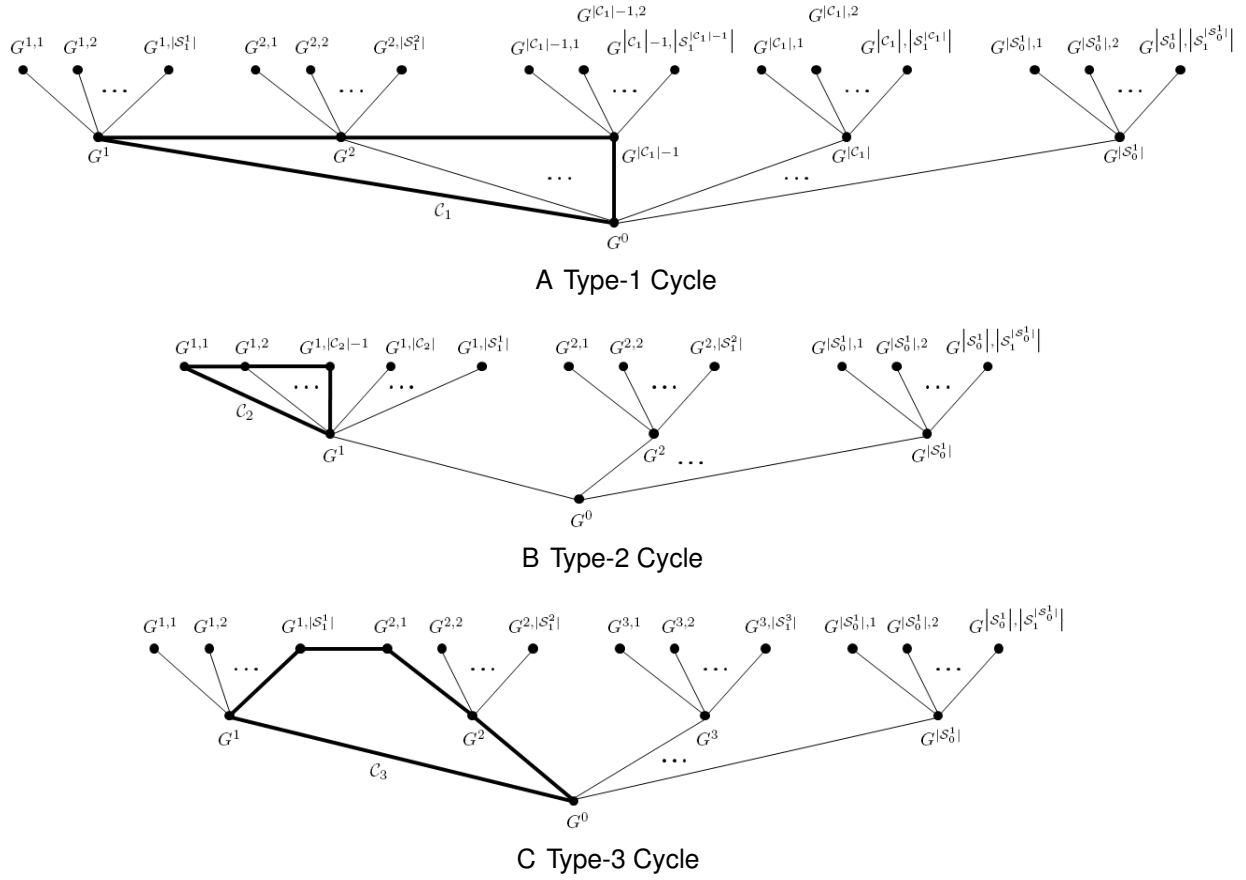 G^{|C_1|-1,2} G^{|C_1|,2}
G^{1,1} G^{1,2} G^{1,|S_1^1|} G^{2,1} G^{2,2} G^{2,|S_1^2|} G^{|C_1|-1,1} G^{|C_1|-1,|S_1^{|C_1|-1}|} G^{|C_1|,1} G^{|C_1|,|S_1^{|C_1|}|} G^{|S_0^1|,1} G^{|S_0^1|,2} G^{|S_0^1|,|S_1^{|S_0^1|}|}
... ... ... ... ...
G^1 G^2 G^{|C_1|-1} G^{|C_1|} G^{|S_0^1|}
... ...
C_1
G^0
A Type-1 Cycle
G^{1,1} G^{1,2} G^{1,|C_2|-1} G^{1,|C_2|} G^{1,|S_1^1|} G^{2,1} G^{2,2} G^{2,|S_1^2|} G^{|S_0^1|,1} G^{|S_0^1|,2} G^{|S_0^1|,|S_1^{|S_0^1|}|}
... ... ... ...
C_2
G^1 G^2 ... G^{|S_0^1|}
G^0
B Type-2 Cycle
G^{1,1} G^{1,2} G^{1,|S_1^1|} G^{2,1} G^{2,2} G^{2,|S_1^2|} G^{3,1} G^{3,2} G^{3,|S_1^3|} G^{|S_0^1|,1} G^{|S_0^1|,2} G^{|S_0^1|,|S_1^{|S_0^1|}|}
... ... ... ...
G^1 G^2 G^3 G^{|S_0^1|}
...
C_3
G^0
C Type-3 Cycle